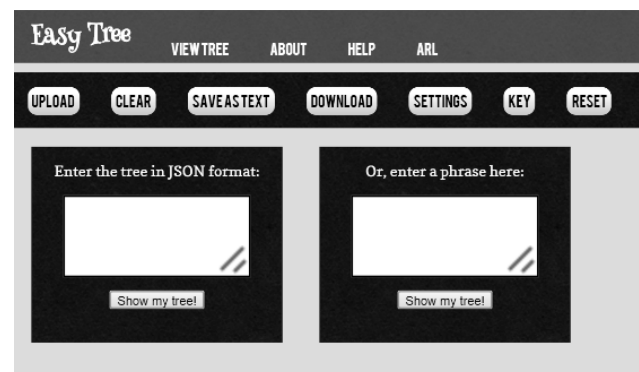 Easy Tree
VIEW TREE ABOUT HELP ARL
UPLOAD CLEAR SAVE AS TEXT DOWNLOAD SETTINGS KEY RESET
Enter the tree in JSON format: Or, enter a phrase here:
Show my tree! Show my tree!